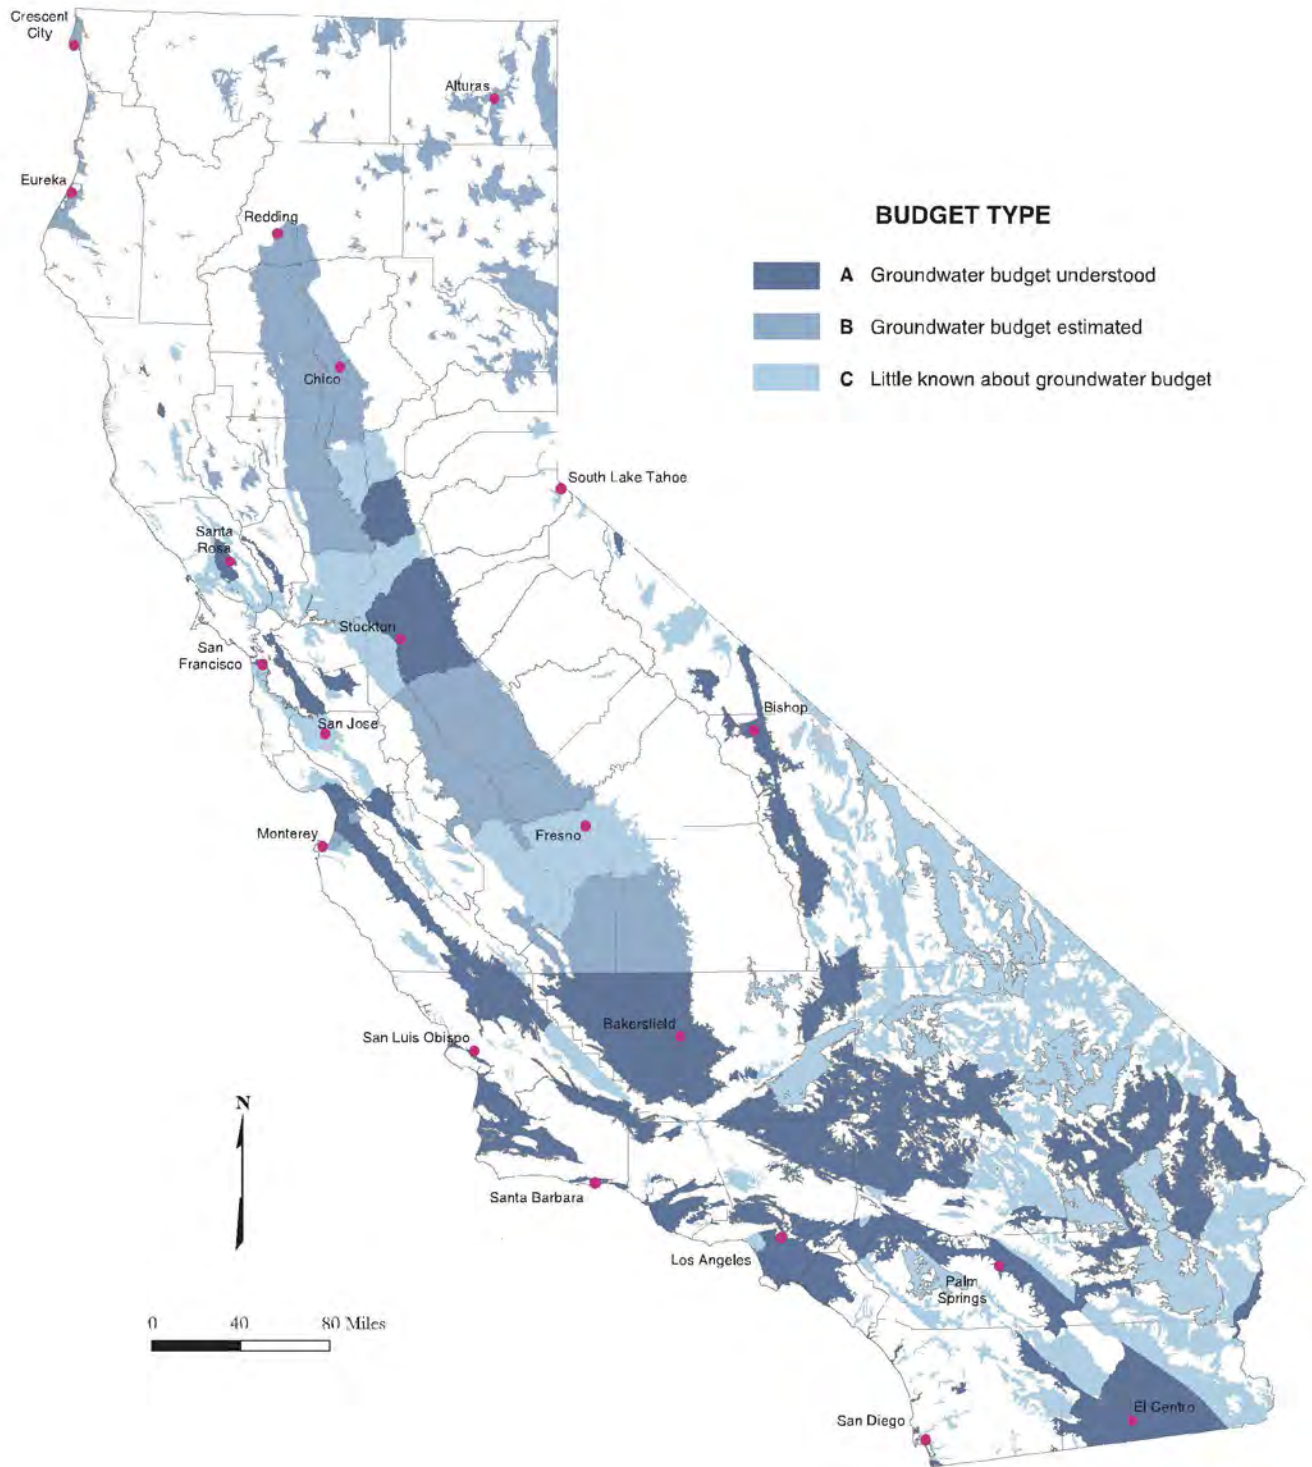 Crescent
City
Alturas
Eureka
Redding
BUDGET TYPE
A Groundwater budget understood
B Groundwater budget estimated
C Little known about groundwater budget
Chico
South Lake Tahoe
Santa
Rosa
Stockton
San
Francisco
San Jose
Bishop
Monterey
Fresno
Bakersfield
San Luis Obispo
N
Santa Barbara
Los Angeles
Palm
Springs
0 40 80 Miles
El Centro
San Diego